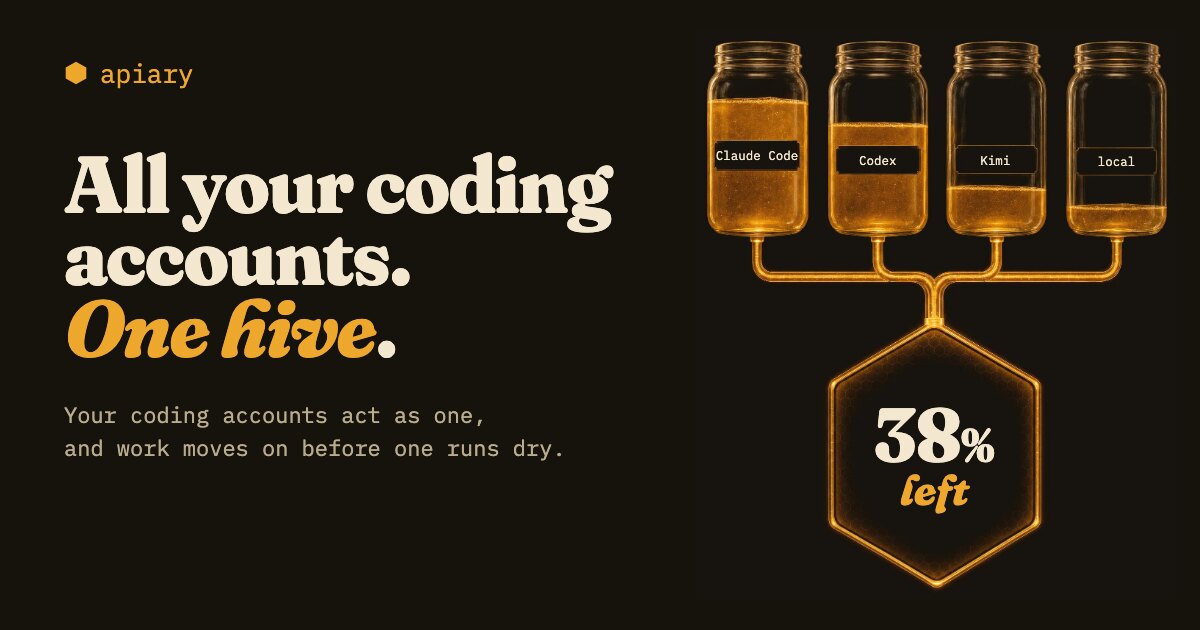 apiary
All your coding
accounts.
One hive.
Your coding accounts act as one,
and work moves on before one runs dry.
Claude Code
Codex
Kimi
local
38%
left